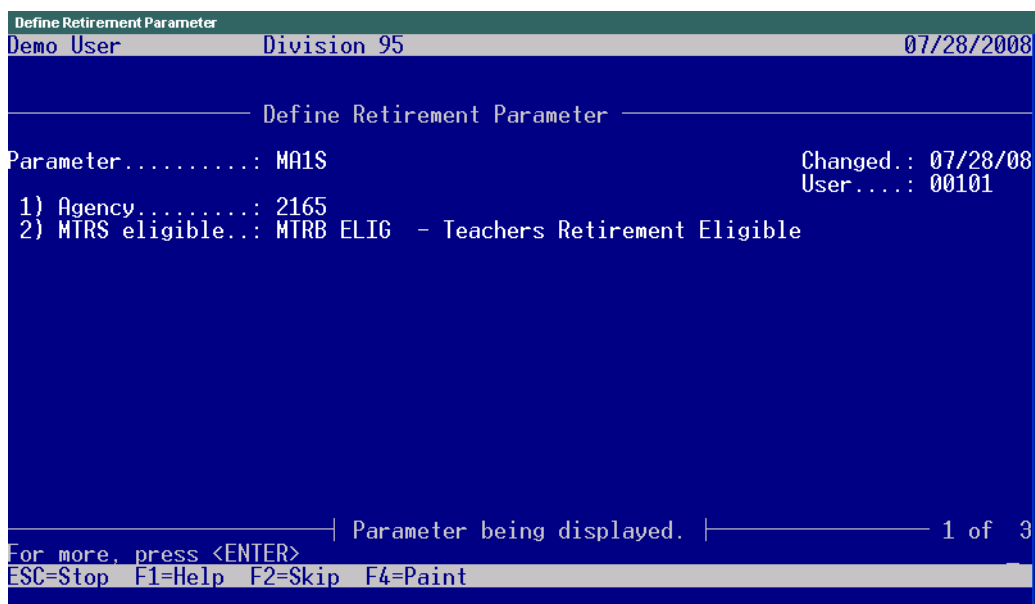 Define Retirement Parameter
Demo User Division 95 07/28/2008
Define Retirement Parameter
Parameter..........: MA1S Changed.: 07/28/08
User....: 00101
1) Agency.........: 2165
2) MTRS eligible..: MTRB ELIG - Teachers Retirement Eligible
Parameter being displayed. 1 of 3
For more, press <ENTER>
ESC=Stop F1=Help F2=Skip F4=Paint